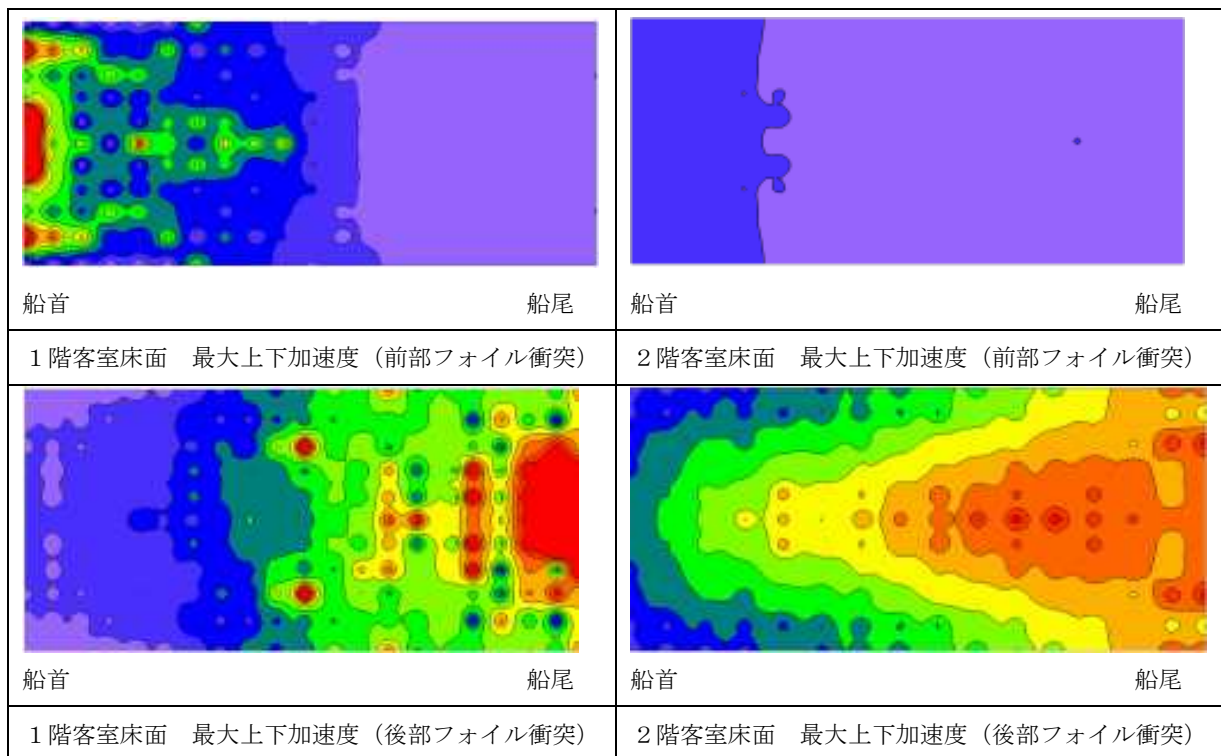 船首 船尾
船首 船尾
1階客室床面 最大上下加速度（前部フォイル衝突）
2階客室床面 最大上下加速度（前部フォイル衝突）
船首 船尾
船首 船尾
1階客室床面 最大上下加速度（後部フォイル衝突）
2階客室床面 最大上下加速度（後部フォイル衝突）